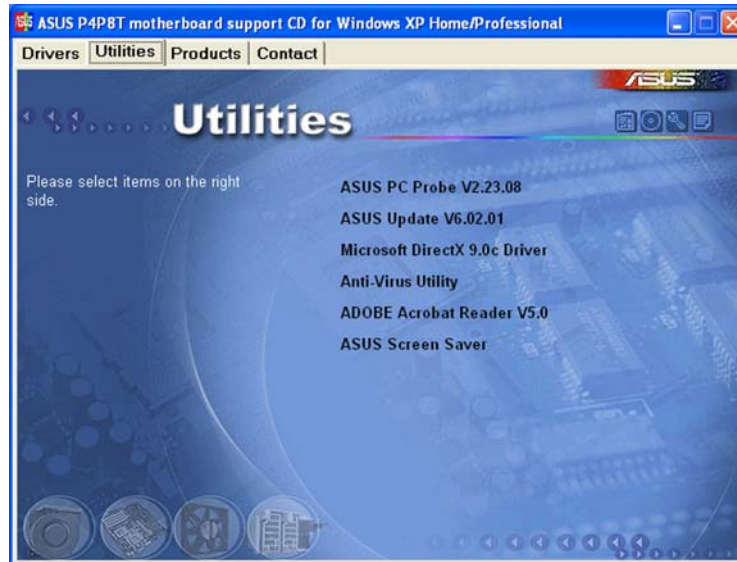 ASUS P4P8T motherboard support CD for Windows XP Home/Professional
Drivers Utilities Products Contact
ASUS
Utilities
Please select items on the right
side.
ASUS PC Probe V2.23.08
ASUS Update V6.02.01
Microsoft DirectX 9.0c Driver
Anti-Virus Utility
ADOBE Acrobat Reader V5.0
ASUS Screen Saver